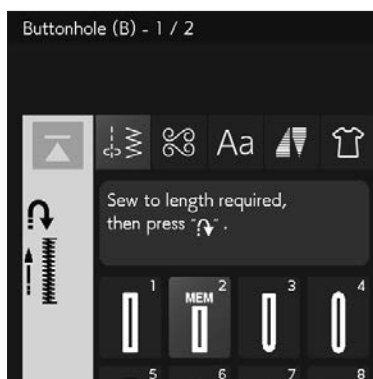 Buttonhole (B) - 1 / 2
Aa
Sew to length required,
then press " ".
1
MEM 2
3
4
5
6
7
8